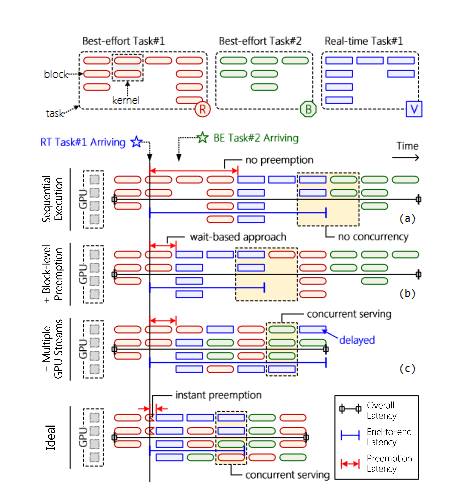 Best-effort Task#1
Best-effort Task#2
Real-time Task#1
block
kernel
task
R
B
V
RT Task#1 Arriving
BE Task#2 Arriving
Time
no preemption
Sequential
Execution
GPU
(a)
no concurrency
wait-based approach
+ Block-level
Preemption
GPU
(b)
concurrent serving
− Multiple
GPU Streams
GPU
delayed
(c)
instant preemption
Ideal
GPU
concurrent serving
Overall
Latency
End-to-end
Latency
Preemption
Latency